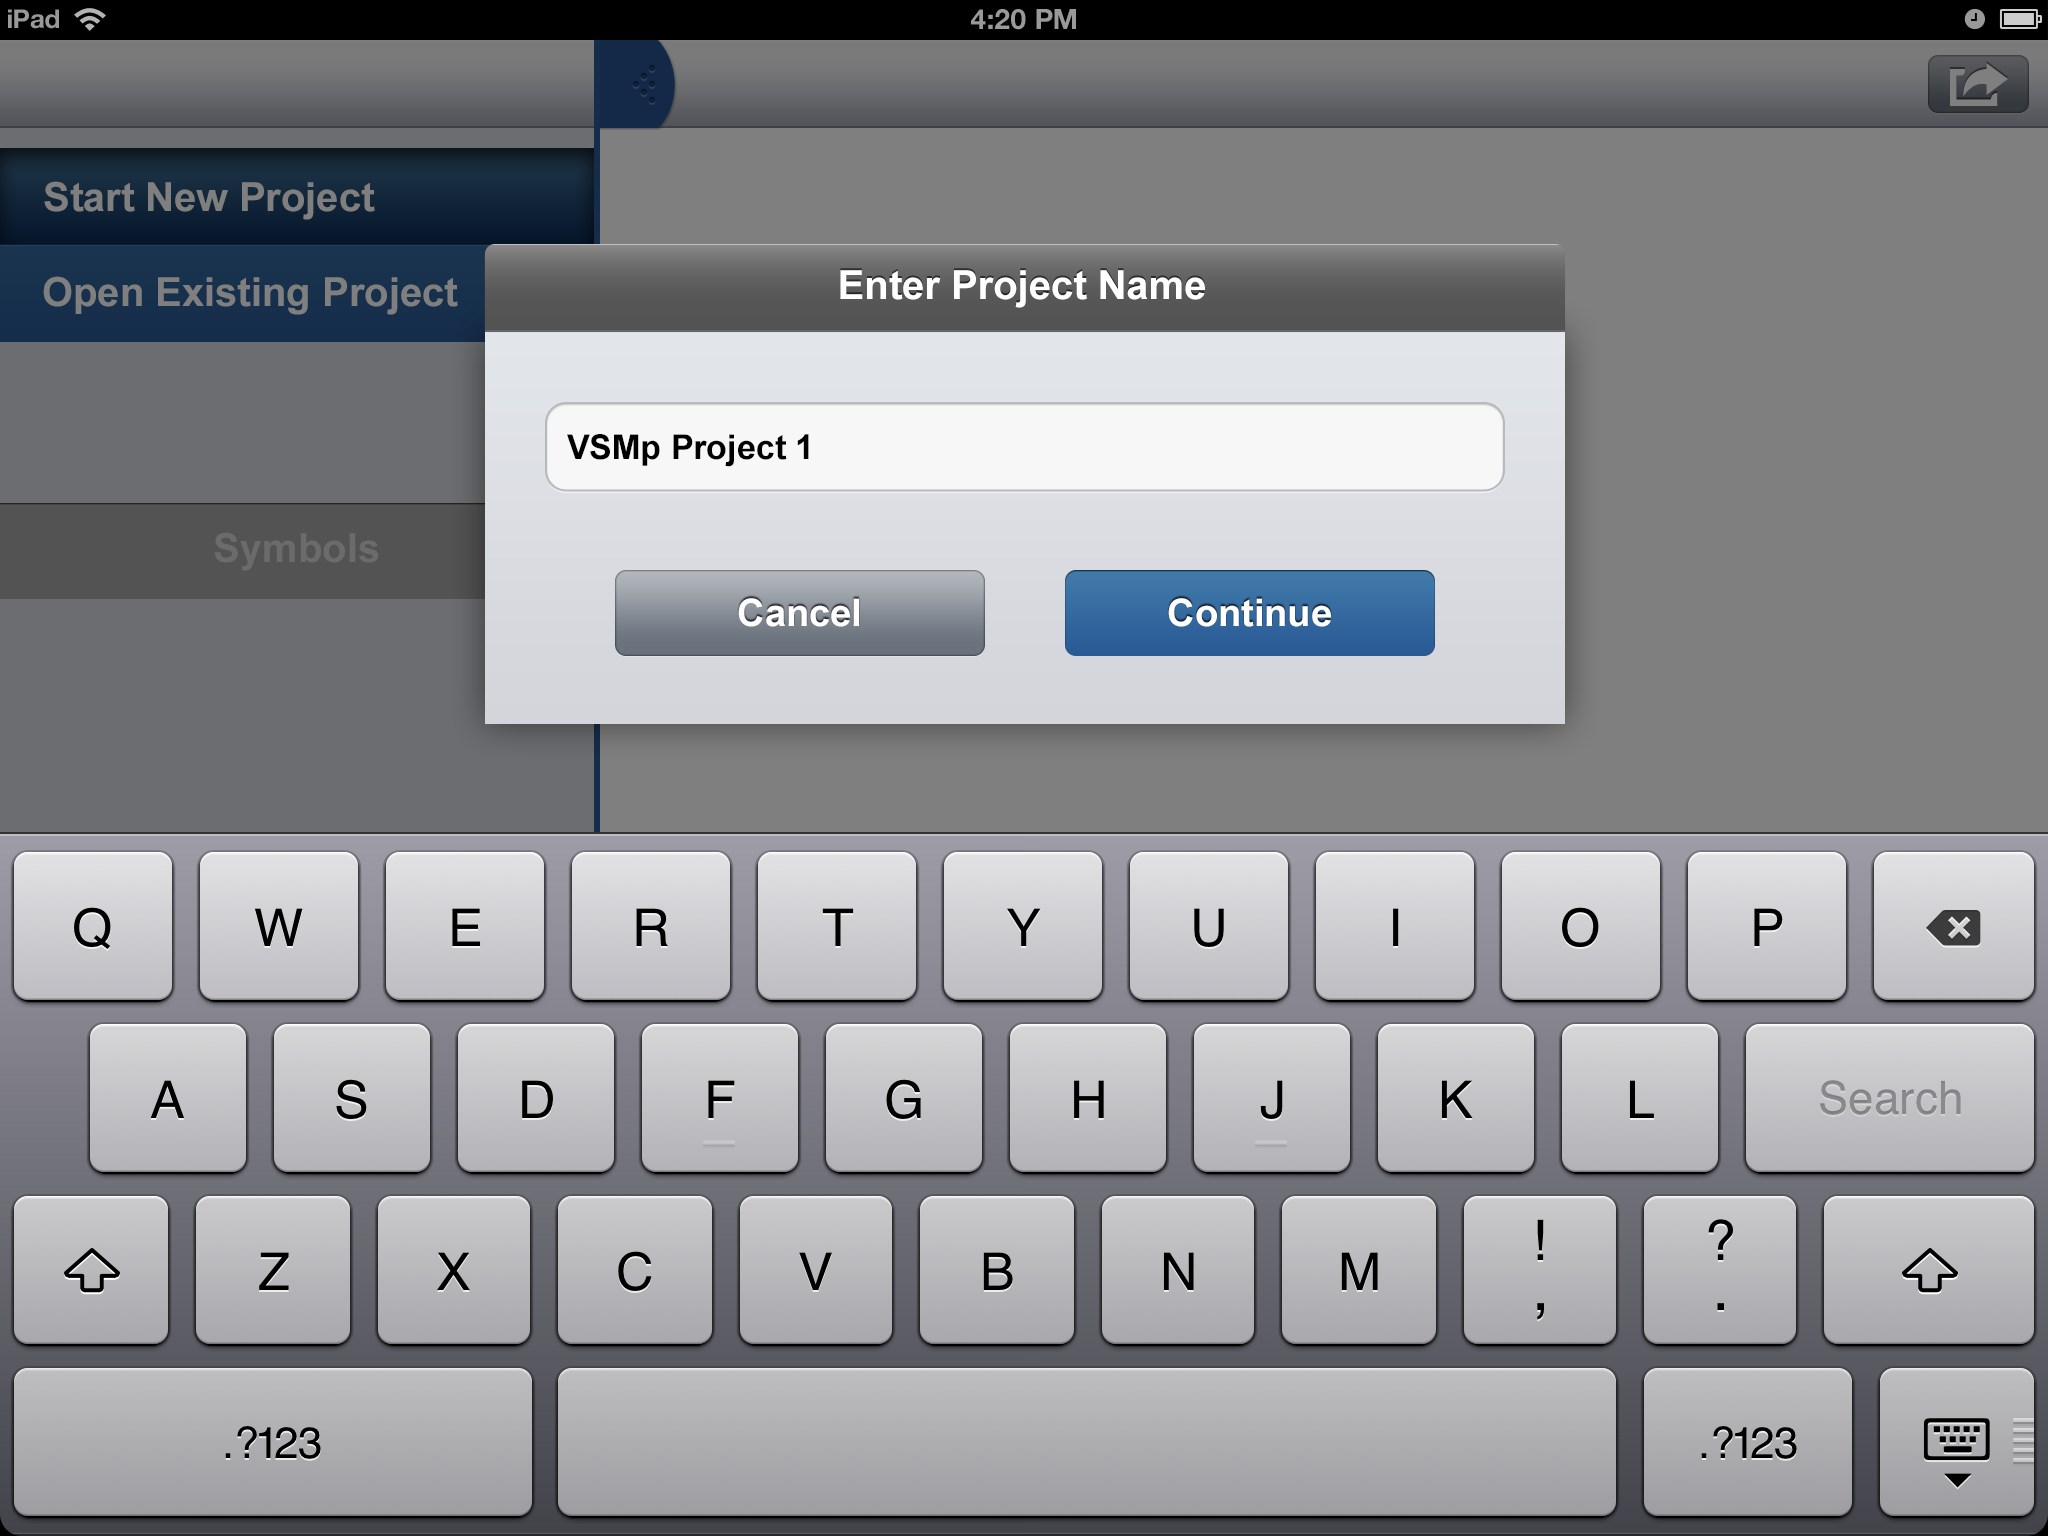 iPad 4:20 PM
Start New Project
Open Existing Project
Enter Project Name
VSMp Project 1
Symbols
Cancel Continue
Q W E R T Y U I O P
A S D F G H J K L Search
Z X C V B N M ! , ? .
.?123 .?123